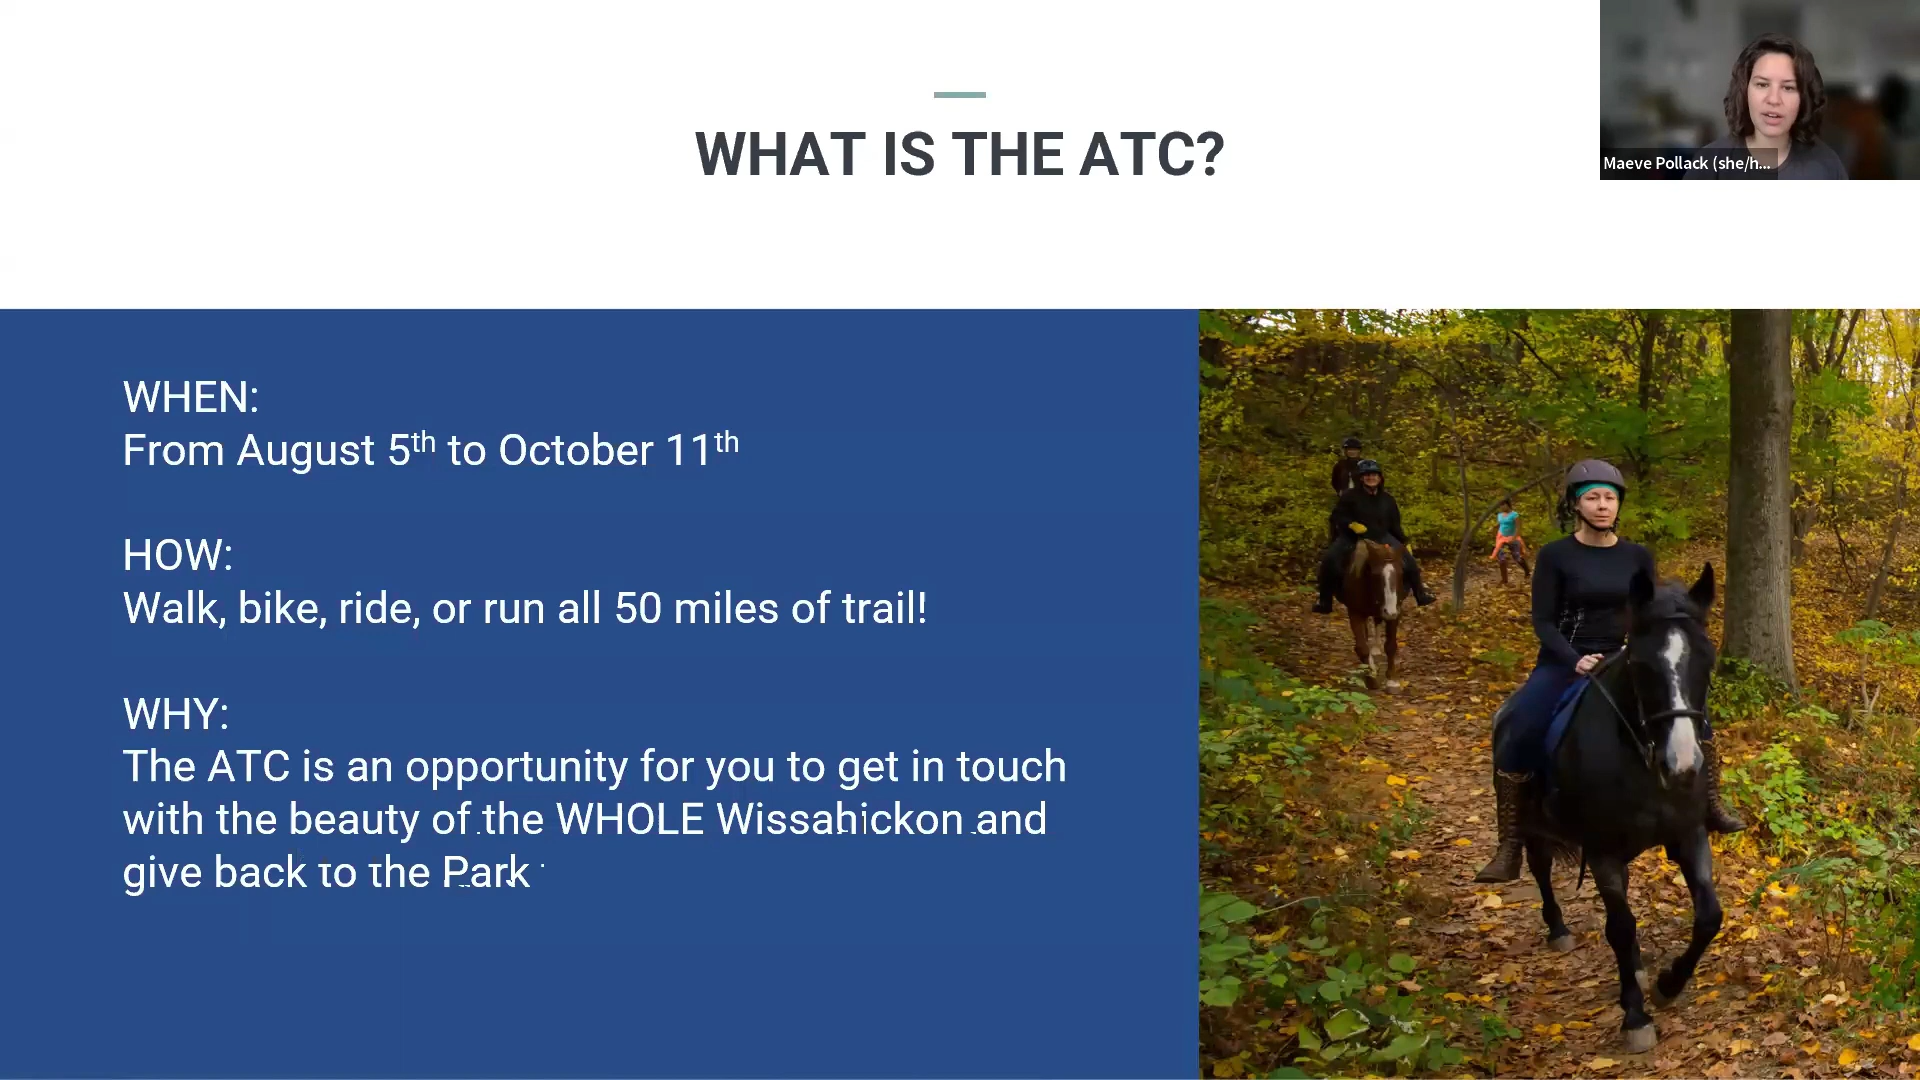 WHAT IS THE ATC?
Maeve Pollack (she/h...
WHEN:
From August 5th to October 11th
HOW:
Walk, bike, ride, or run all 50 miles of trail!
WHY:
The ATC is an opportunity for you to get in touch
with the beauty of the WHOLE Wissahickon and
give back to the Park